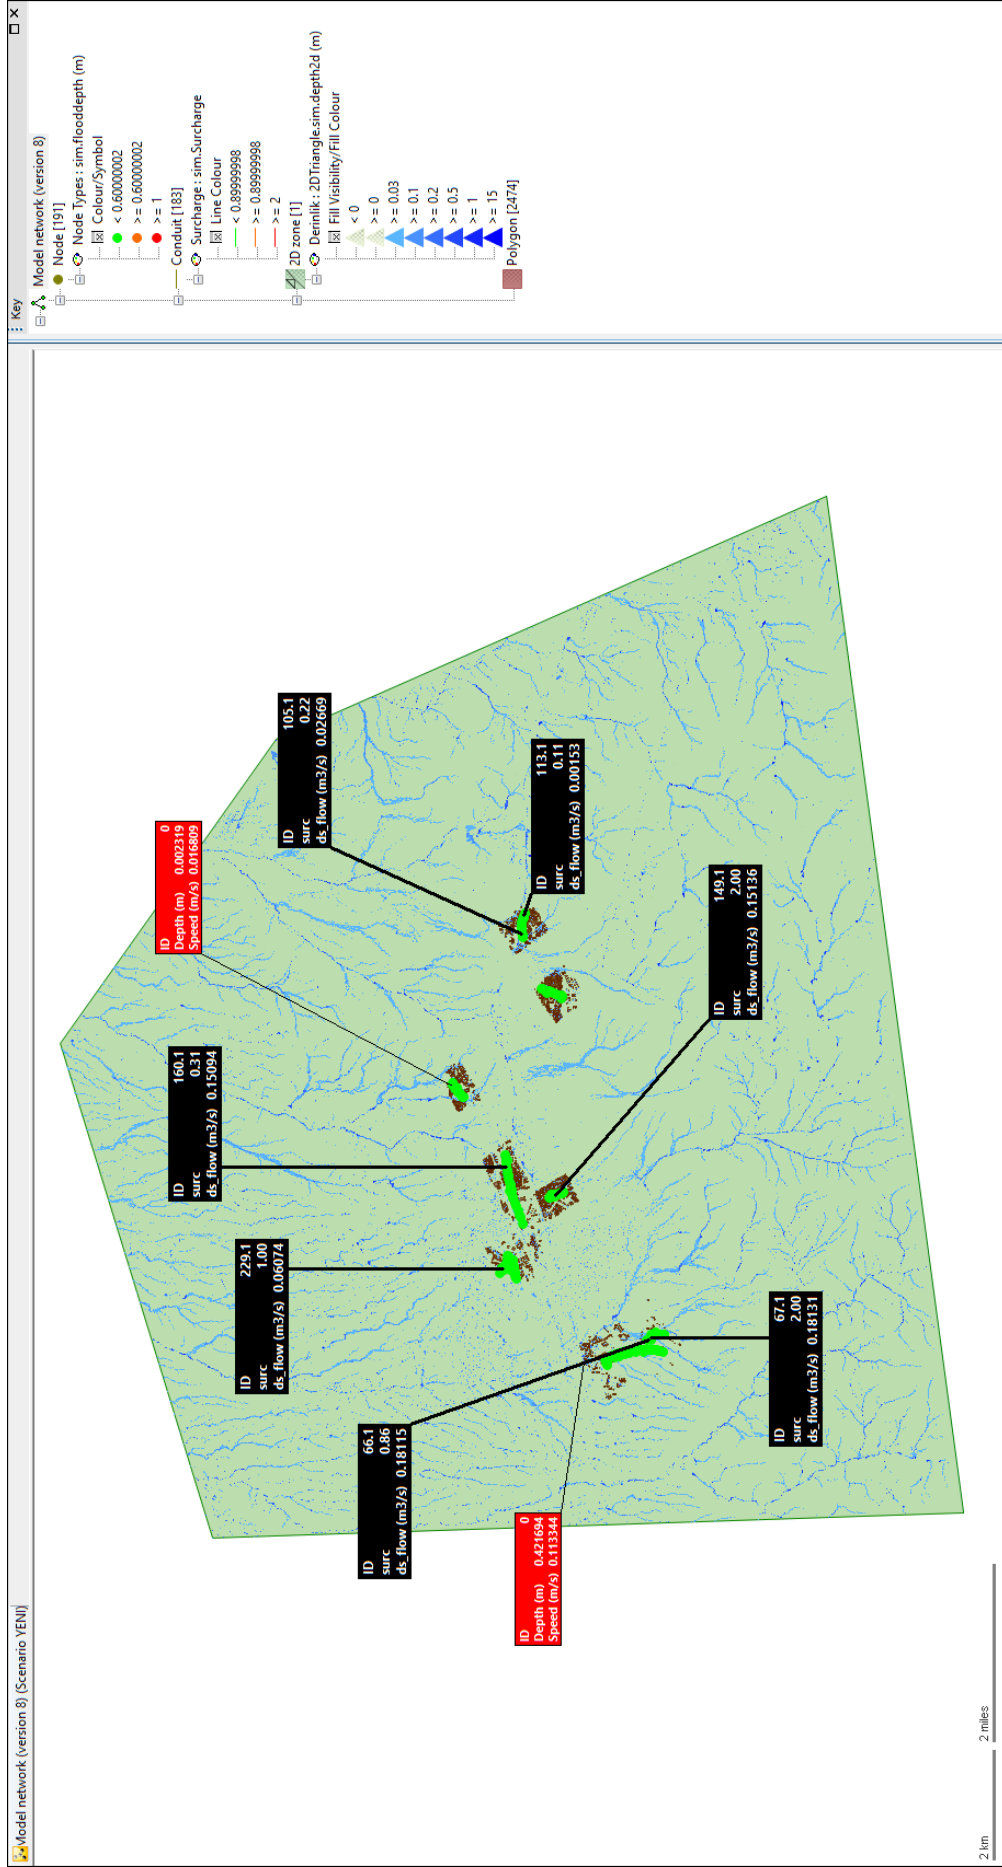 Model network (version 8) (Scenario YENI)
Key
Model network (version 8)
Node [191]
Node Types : sim.flooddepth (m)
Colour/Symbol
< 0.60000002
>= 0.60000002
>= 1
Conduit [183]
Surcharge : sim.Surcharge
Line Colour
< 0.89999998
>= 0.89999998
>= 2
2D zone [1]
Derinlik : 2DTriangle.sim.depth2d (m)
Fill Visibility/Fill Colour
< 0
>= 0
>= 0.03
>= 0.1
>= 0.2
>= 0.5
>= 1
>= 15
Polygon [2474]
ID 0
Depth (m) 0.002319
Speed (m/s) 0.016809
ID 160.1
surc 0.31
ds_flow (m3/s) 0.15094
ID 229.1
surc 1.00
ds_flow (m3/s) 0.06074
ID 105.1
surc 0.22
ds_flow (m3/s) 0.02669
ID 66.1
surc 0.86
ds_flow (m3/s) 0.18115
ID 0
Depth (m) 0.421694
Speed (m/s) 0.113344
ID 113.1
surc 0.11
ds_flow (m3/s) 0.00153
ID 149.1
surc 2.00
ds_flow (m3/s) 0.15136
ID 67.1
surc 2.00
ds_flow (m3/s) 0.18131
2 km
2 miles